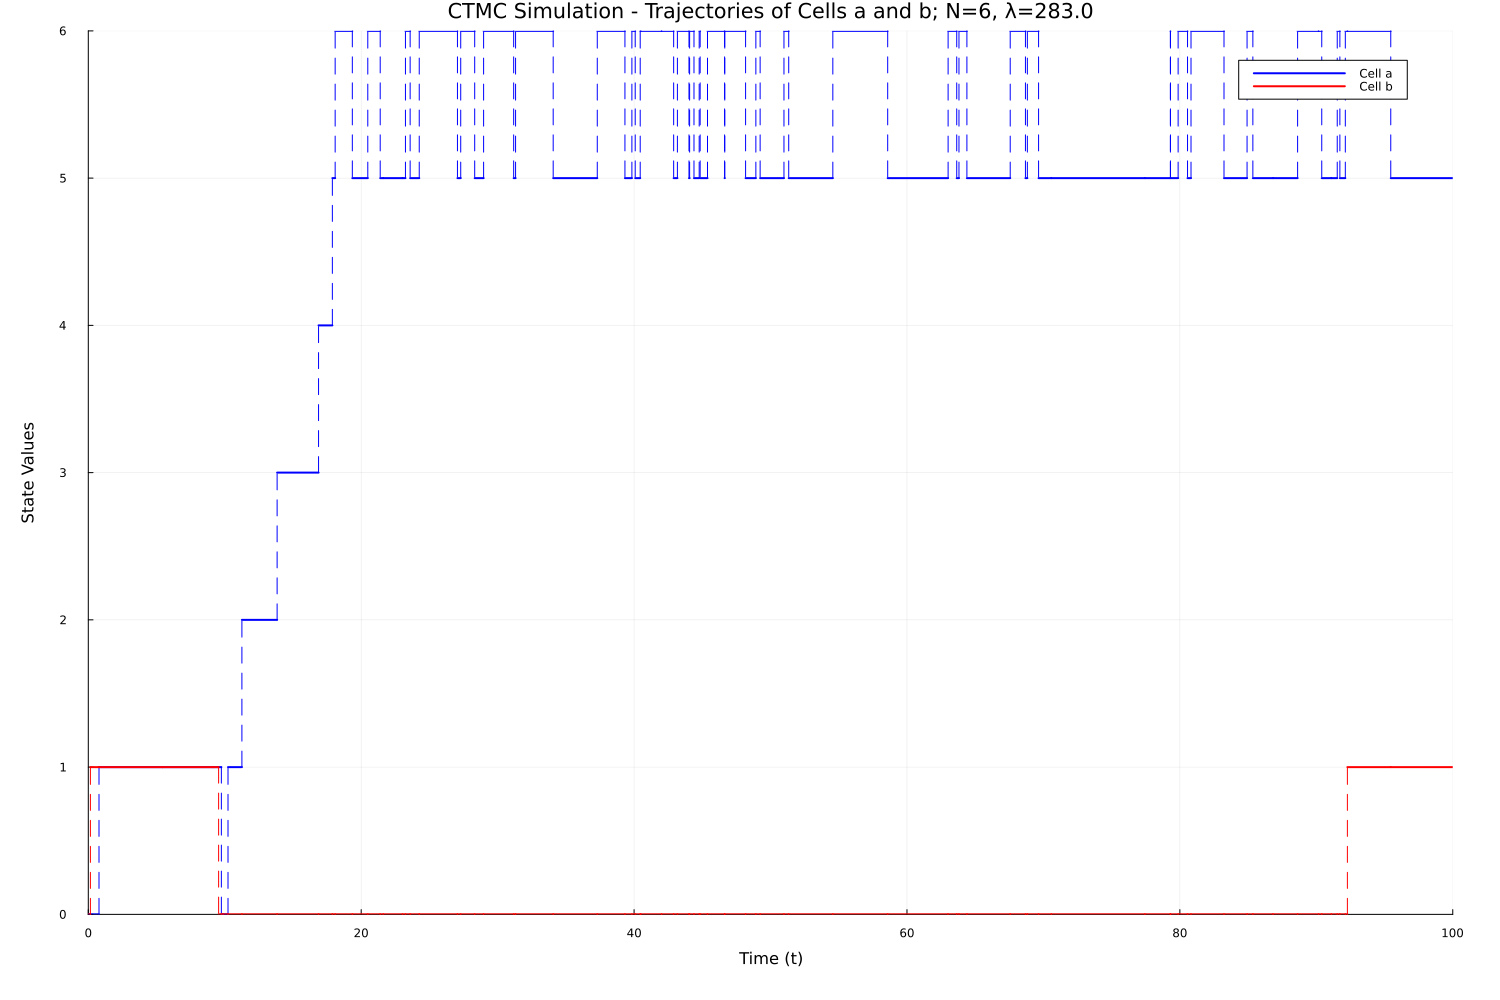 CTMC Simulation - Trajectories of Cells a and b; N=6, λ=283.0
6
Cell a
Cell b
5
4
State Values
3
2
1
0
0 20 40 60 80 100
Time (t)